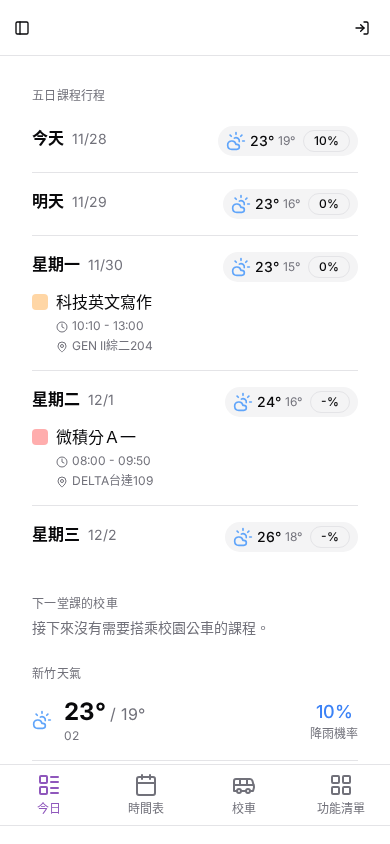 五日課程行程
今天 11/28 23° 19° 10%
明天 11/29 23° 16° 0%
星期一 11/30 23° 15° 0%
科技英文寫作
10:10 - 13:00
GEN II綜二204
星期二 12/1 24° 16° -%
微積分Ａ一
08:00 - 09:50
DELTA台達109
星期三 12/2 26° 18° -%
下一堂課的校車
接下來沒有需要搭乘校園公車的課程。
新竹天氣
23° / 19° 10%
02 降雨機率
今日 時間表 校車 功能清單